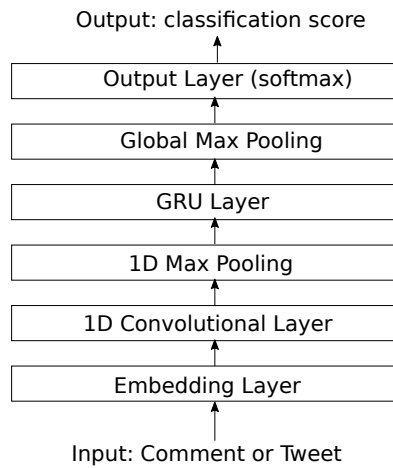 Output: classification score
Output Layer (softmax)
Global Max Pooling
GRU Layer
1D Max Pooling
1D Convolutional Layer
Embedding Layer
Input: Comment or Tweet